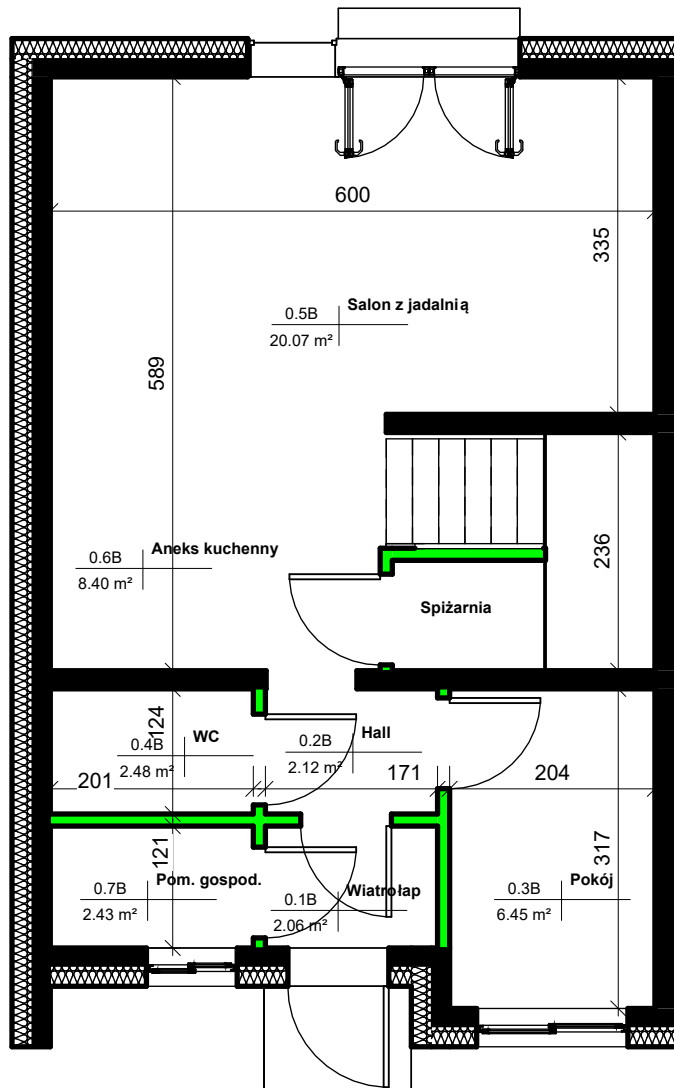 600
335
Salon z jadalnią
0.5B
20.07 m²
589
Aneks kuchenny
0.6B
8.40 m²
236
Spiżarnia
124
WC
0.4B
2.48 m²
Hall
0.2B
2.12 m²
201
171
204
121
317
Pom. gospod.
0.7B
2.43 m²
Wiatrołap
0.1B
2.06 m²
Pokój
0.3B
6.45 m²